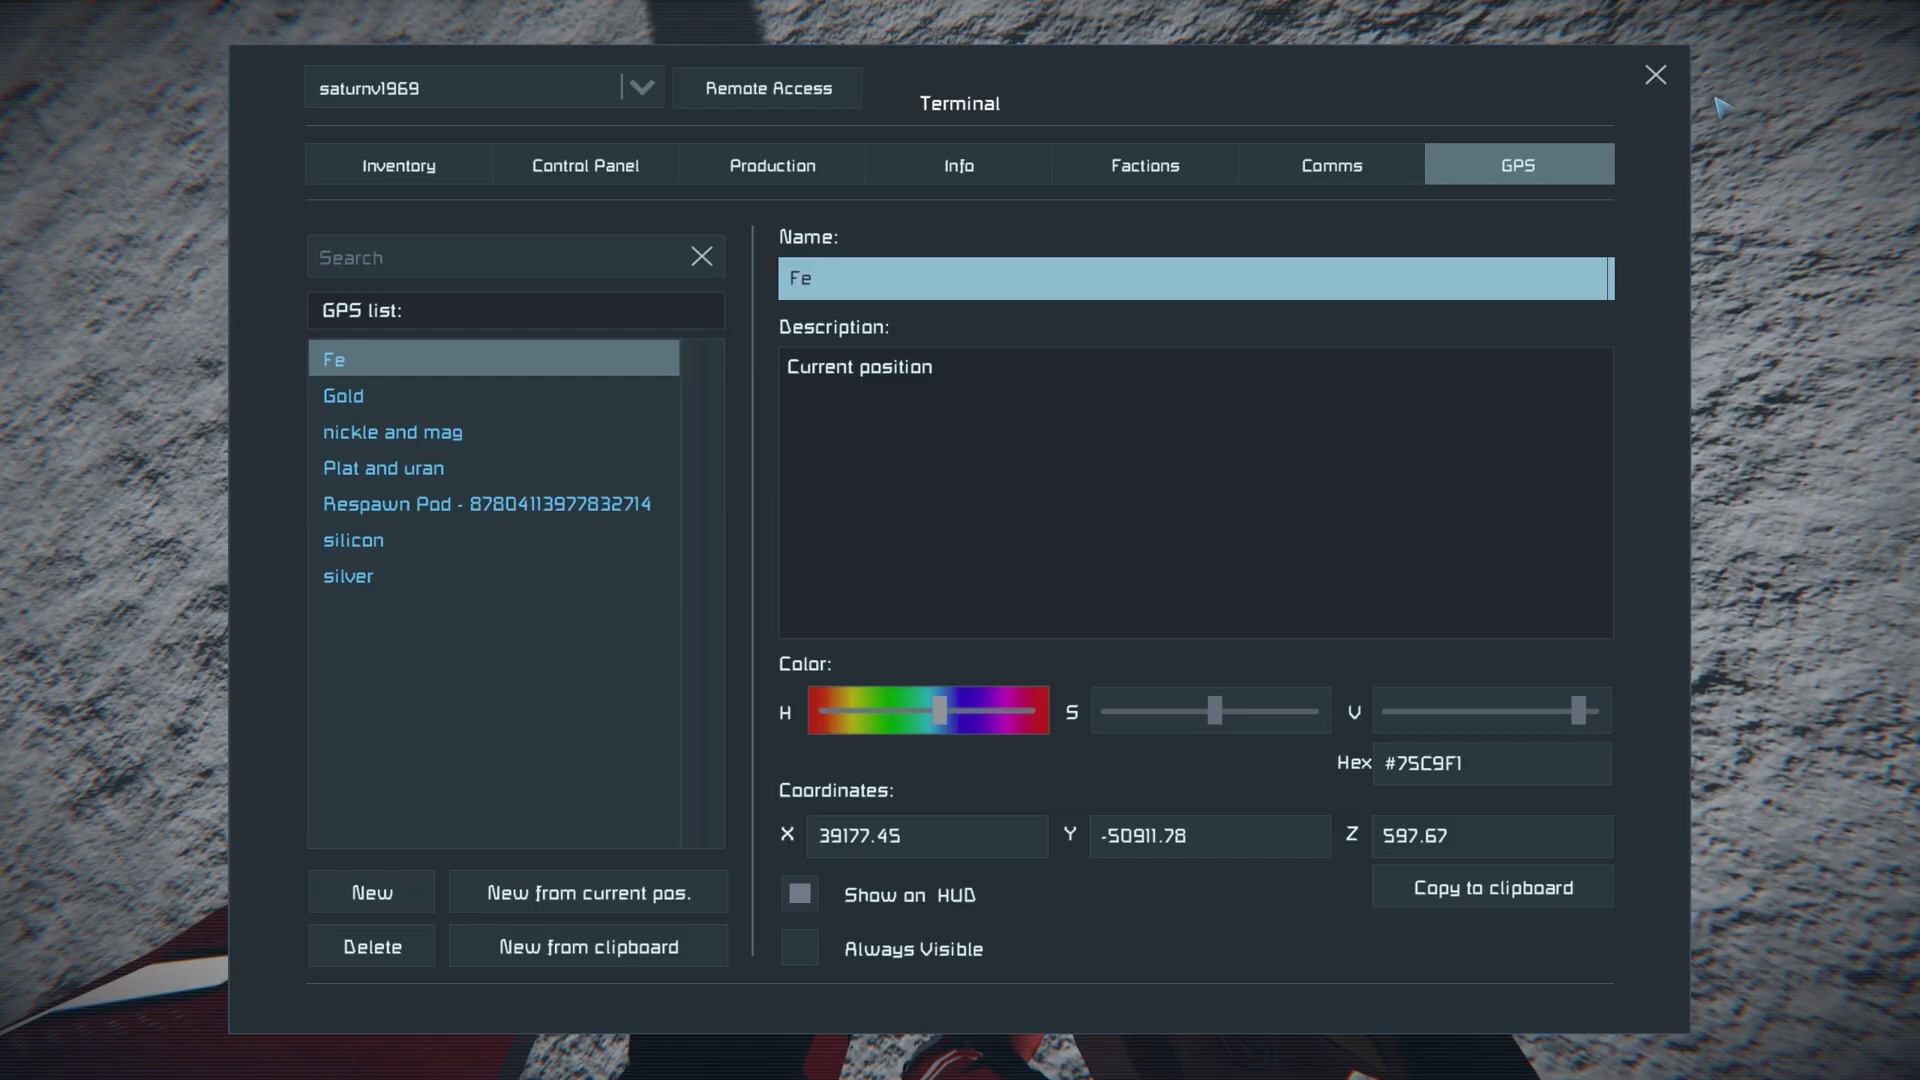 saturnv1969
Remote Access
Terminal
Inventory
Control Panel
Production
Info
Factions
Comms
GPS
Search
GPS list:
Fe
Gold
nickle and mag
Plat and uran
Respawn Pod - 87804113977832714
silicon
silver
New
New from current pos.
Delete
New from clipboard
Name:
Fe
Description:
Current position
Color:
H
S
V
Hex #75C9F1
Coordinates:
X 39177.45
Y -50911.78
Z 597.67
Show on HUD
Copy to clipboard
Always Visible